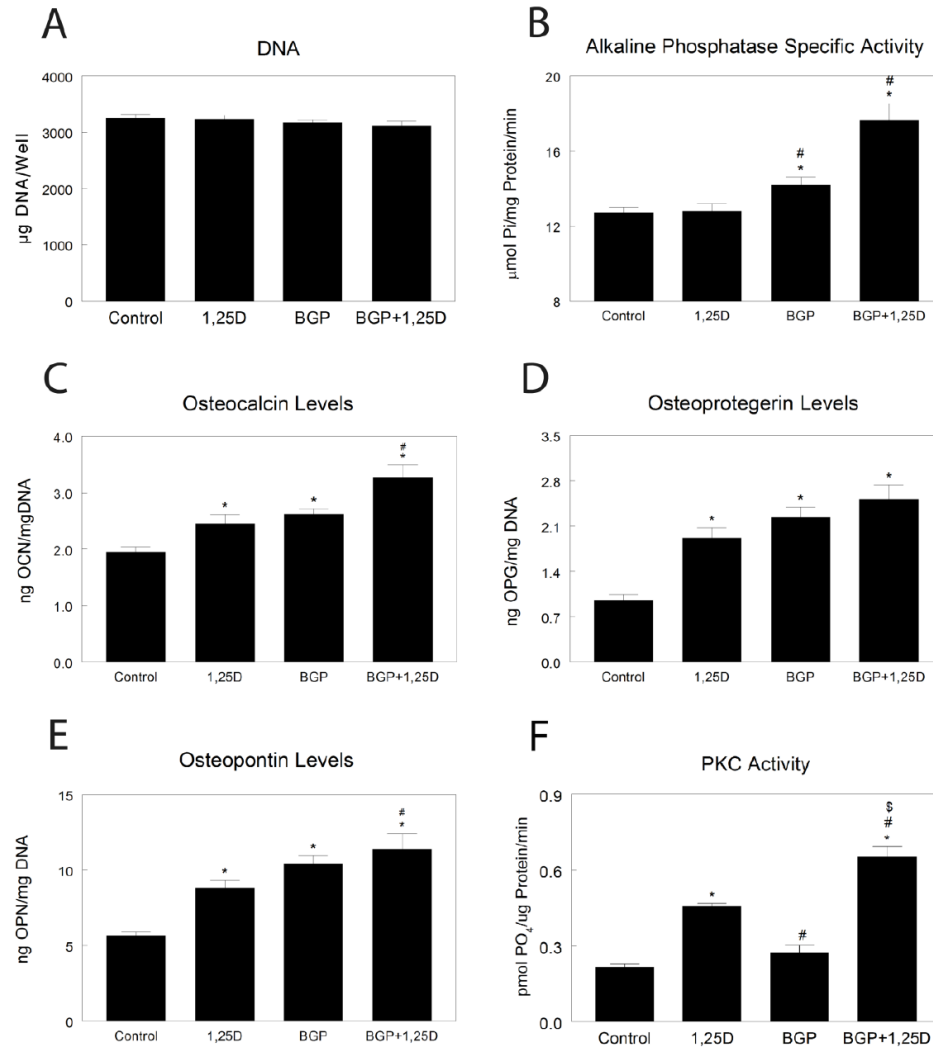 A
DNA
µg DNA/Well
4000
3000
2000
1000
0
Control 1,25D BGP BGP+1,25D
B
Alkaline Phosphatase Specific Activity
µmol Pi/mg Protein/min
20
16
12
8
#
*
#
*
Control 1,25D BGP BGP+1,25D
C
Osteocalcin Levels
ng OCN/mgDNA
4.0
3.0
2.0
1.0
0.0
*
*
#
*
Control 1,25D BGP BGP+1,25D
D
Osteoprotegerin Levels
ng OPG/mg DNA
3.5
2.8
2.1
1.4
0.7
0.0
*
*
*
Control 1,25D BGP BGP+1,25D
E
Osteopontin Levels
ng OPN/mg DNA
15
10
5
0
*
*
#
*
Control 1,25D BGP BGP+1,25D
F
PKC Activity
pmol PO₄/ug Protein/min
0.9
0.6
0.3
0.0
*
#
$
#
*
Control 1,25D BGP BGP+1,25D